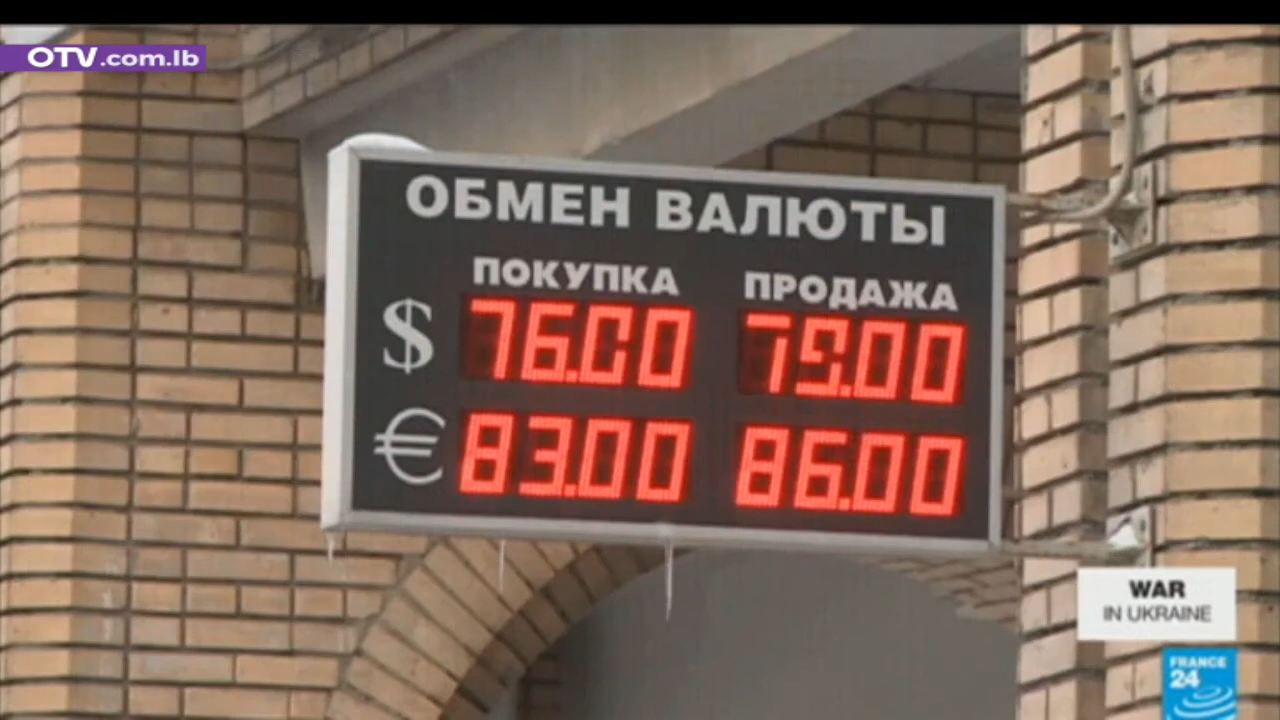 OTV.com.lb
ОБМЕН ВАЛЮТЫ
ПОКУПКА ПРОДАЖА
$ 76.00 79.00
€ 83.00 86.00
WAR
IN UKRAINE
FRANCE
24